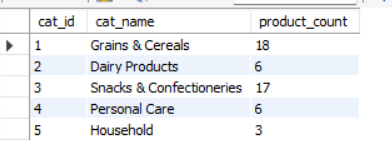 cat_id cat_name product_count
1 Grains & Cereals 18
2 Dairy Products 6
3 Snacks & Confectioneries 17
4 Personal Care 6
5 Household 3